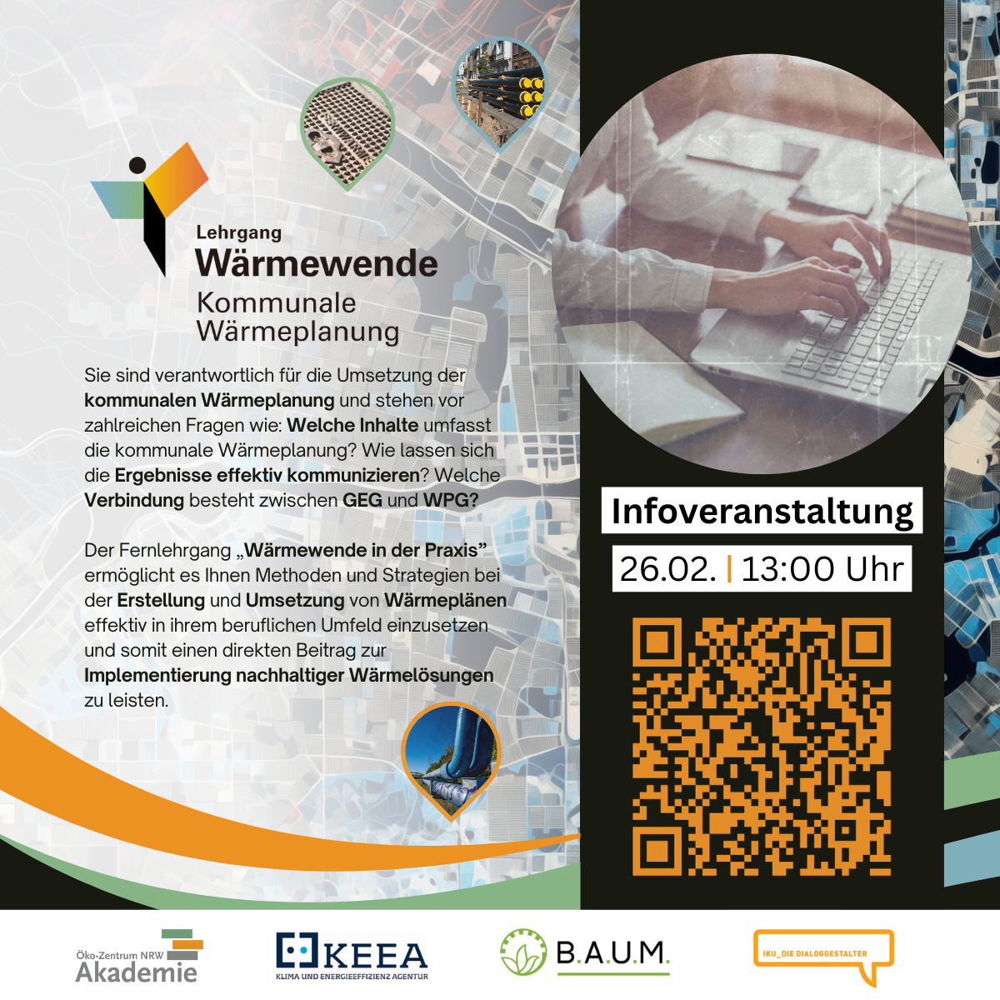 Lehrgang
Wärmewende
Kommunale
Wärmeplanung
Sie sind verantwortlich für die Umsetzung der
kommunalen Wärmeplanung und stehen vor
zahlreichen Fragen wie: Welche Inhalte umfasst
die kommunale Wärmeplanung? Wie lassen sich
die Ergebnisse effektiv kommunizieren? Welche
Verbindung besteht zwischen GEG und WPG?
Der Fernlehrgang „Wärmewende in der Praxis”
ermöglicht es Ihnen Methoden und Strategien bei
der Erstellung und Umsetzung von Wärmeplänen
effektiv in ihrem beruflichen Umfeld einzusetzen
und somit einen direkten Beitrag zur
Implementierung nachhaltiger Wärmelösungen
zu leisten.
Infoveranstaltung
26.02. | 13:00 Uhr
Öko-Zentrum NRW
Akademie
KEEA
KLIMA UND ENERGIEEFFIZIENZ AGENTUR
B.A.U.M.
IKU_DIE DIALOGGESTALTER